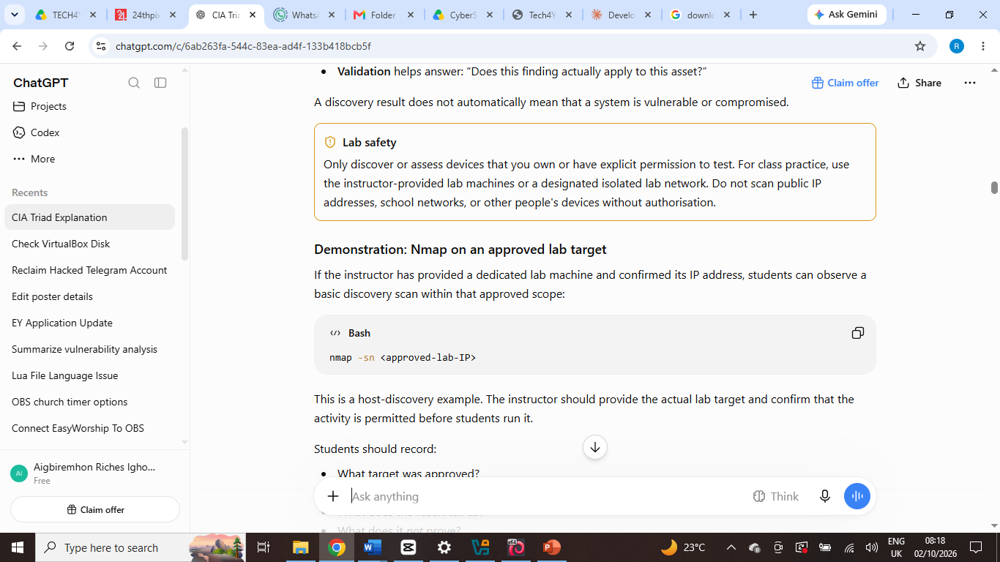 TECH4Y
24thpi
CIA Tria
WhatsA
Folder
CyberS
Tech4Y
Develo
downlo
Ask Gemini
chatgpt.com/c/6ab263fa-544c-83ea-ad4f-133b418bcb5f
R
ChatGPT
Projects
Codex
More
Recents
CIA Triad Explanation
Check VirtualBox Disk
Reclaim Hacked Telegram Account
Edit poster details
EY Application Update
Summarize vulnerability analysis
Lua File Language Issue
OBS church timer options
Connect EasyWorship To OBS
AI
Aigbiremhon Riches Igho...
Free
Claim offer
Claim offer
Share
• Validation helps answer: “Does this finding actually apply to this asset?”
A discovery result does not automatically mean that a system is vulnerable or compromised.
Lab safety
Only discover or assess devices that you own or have explicit permission to test. For class practice, use
the instructor-provided lab machines or a designated isolated lab network. Do not scan public IP
addresses, school networks, or other people's devices without authorisation.
Demonstration: Nmap on an approved lab target
If the instructor has provided a dedicated lab machine and confirmed its IP address, students can observe a
basic discovery scan within that approved scope:
Bash
nmap -sn <approved-lab-IP>
This is a host-discovery example. The instructor should provide the actual lab target and confirm that the
activity is permitted before students run it.
Students should record:
• What target was approved?
Ask anything
Think
What does it not prove?
Type here to search
23°C
ENG
UK
08:18
02/10/2026